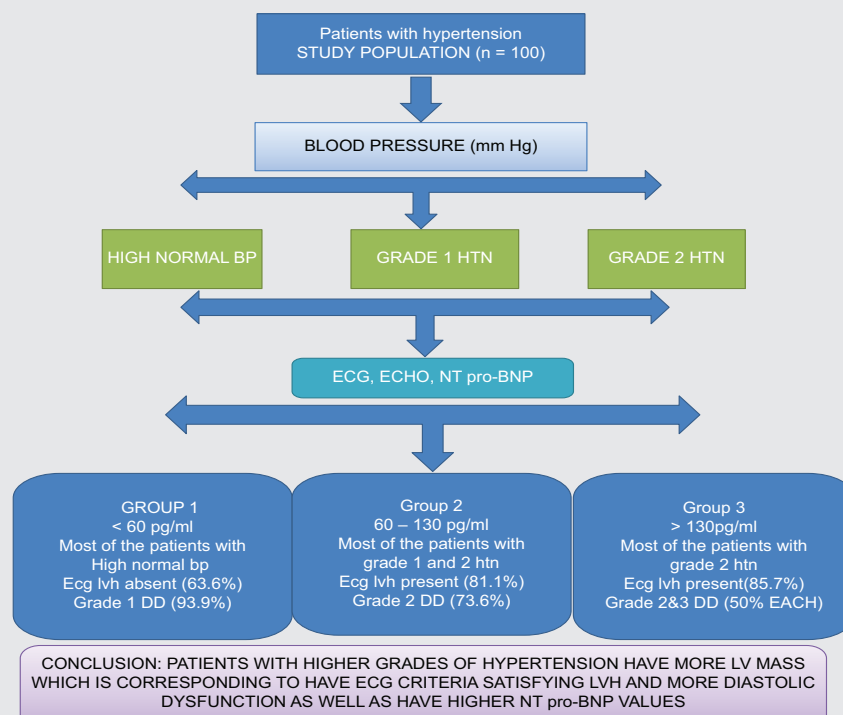 Patients with hypertension
STUDY POPULATION (n = 100)
BLOOD PRESSURE (mm Hg)
HIGH NORMAL BP
GRADE 1 HTN
GRADE 2 HTN
ECG, ECHO, NT pro-BNP
GROUP 1
< 60 pg/ml
Most of the patients with
High normal bp
Ecg lvh absent (63.6%)
Grade 1 DD (93.9%)
Group 2
60 – 130 pg/ml
Most of the patients with
grade 1 and 2 htn
Ecg lvh present (81.1%)
Grade 2 DD (73.6%)
Group 3
> 130pg/ml
Most of the patients with
grade 2 htn
Ecg lvh present(85.7%)
Grade 2&3 DD (50% EACH)
CONCLUSION: PATIENTS WITH HIGHER GRADES OF HYPERTENSION HAVE MORE LV MASS
WHICH IS CORRESPONDING TO HAVE ECG CRITERIA SATISFYING LVH AND MORE DIASTOLIC
DYSFUNCTION AS WELL AS HAVE HIGHER NT pro-BNP VALUES